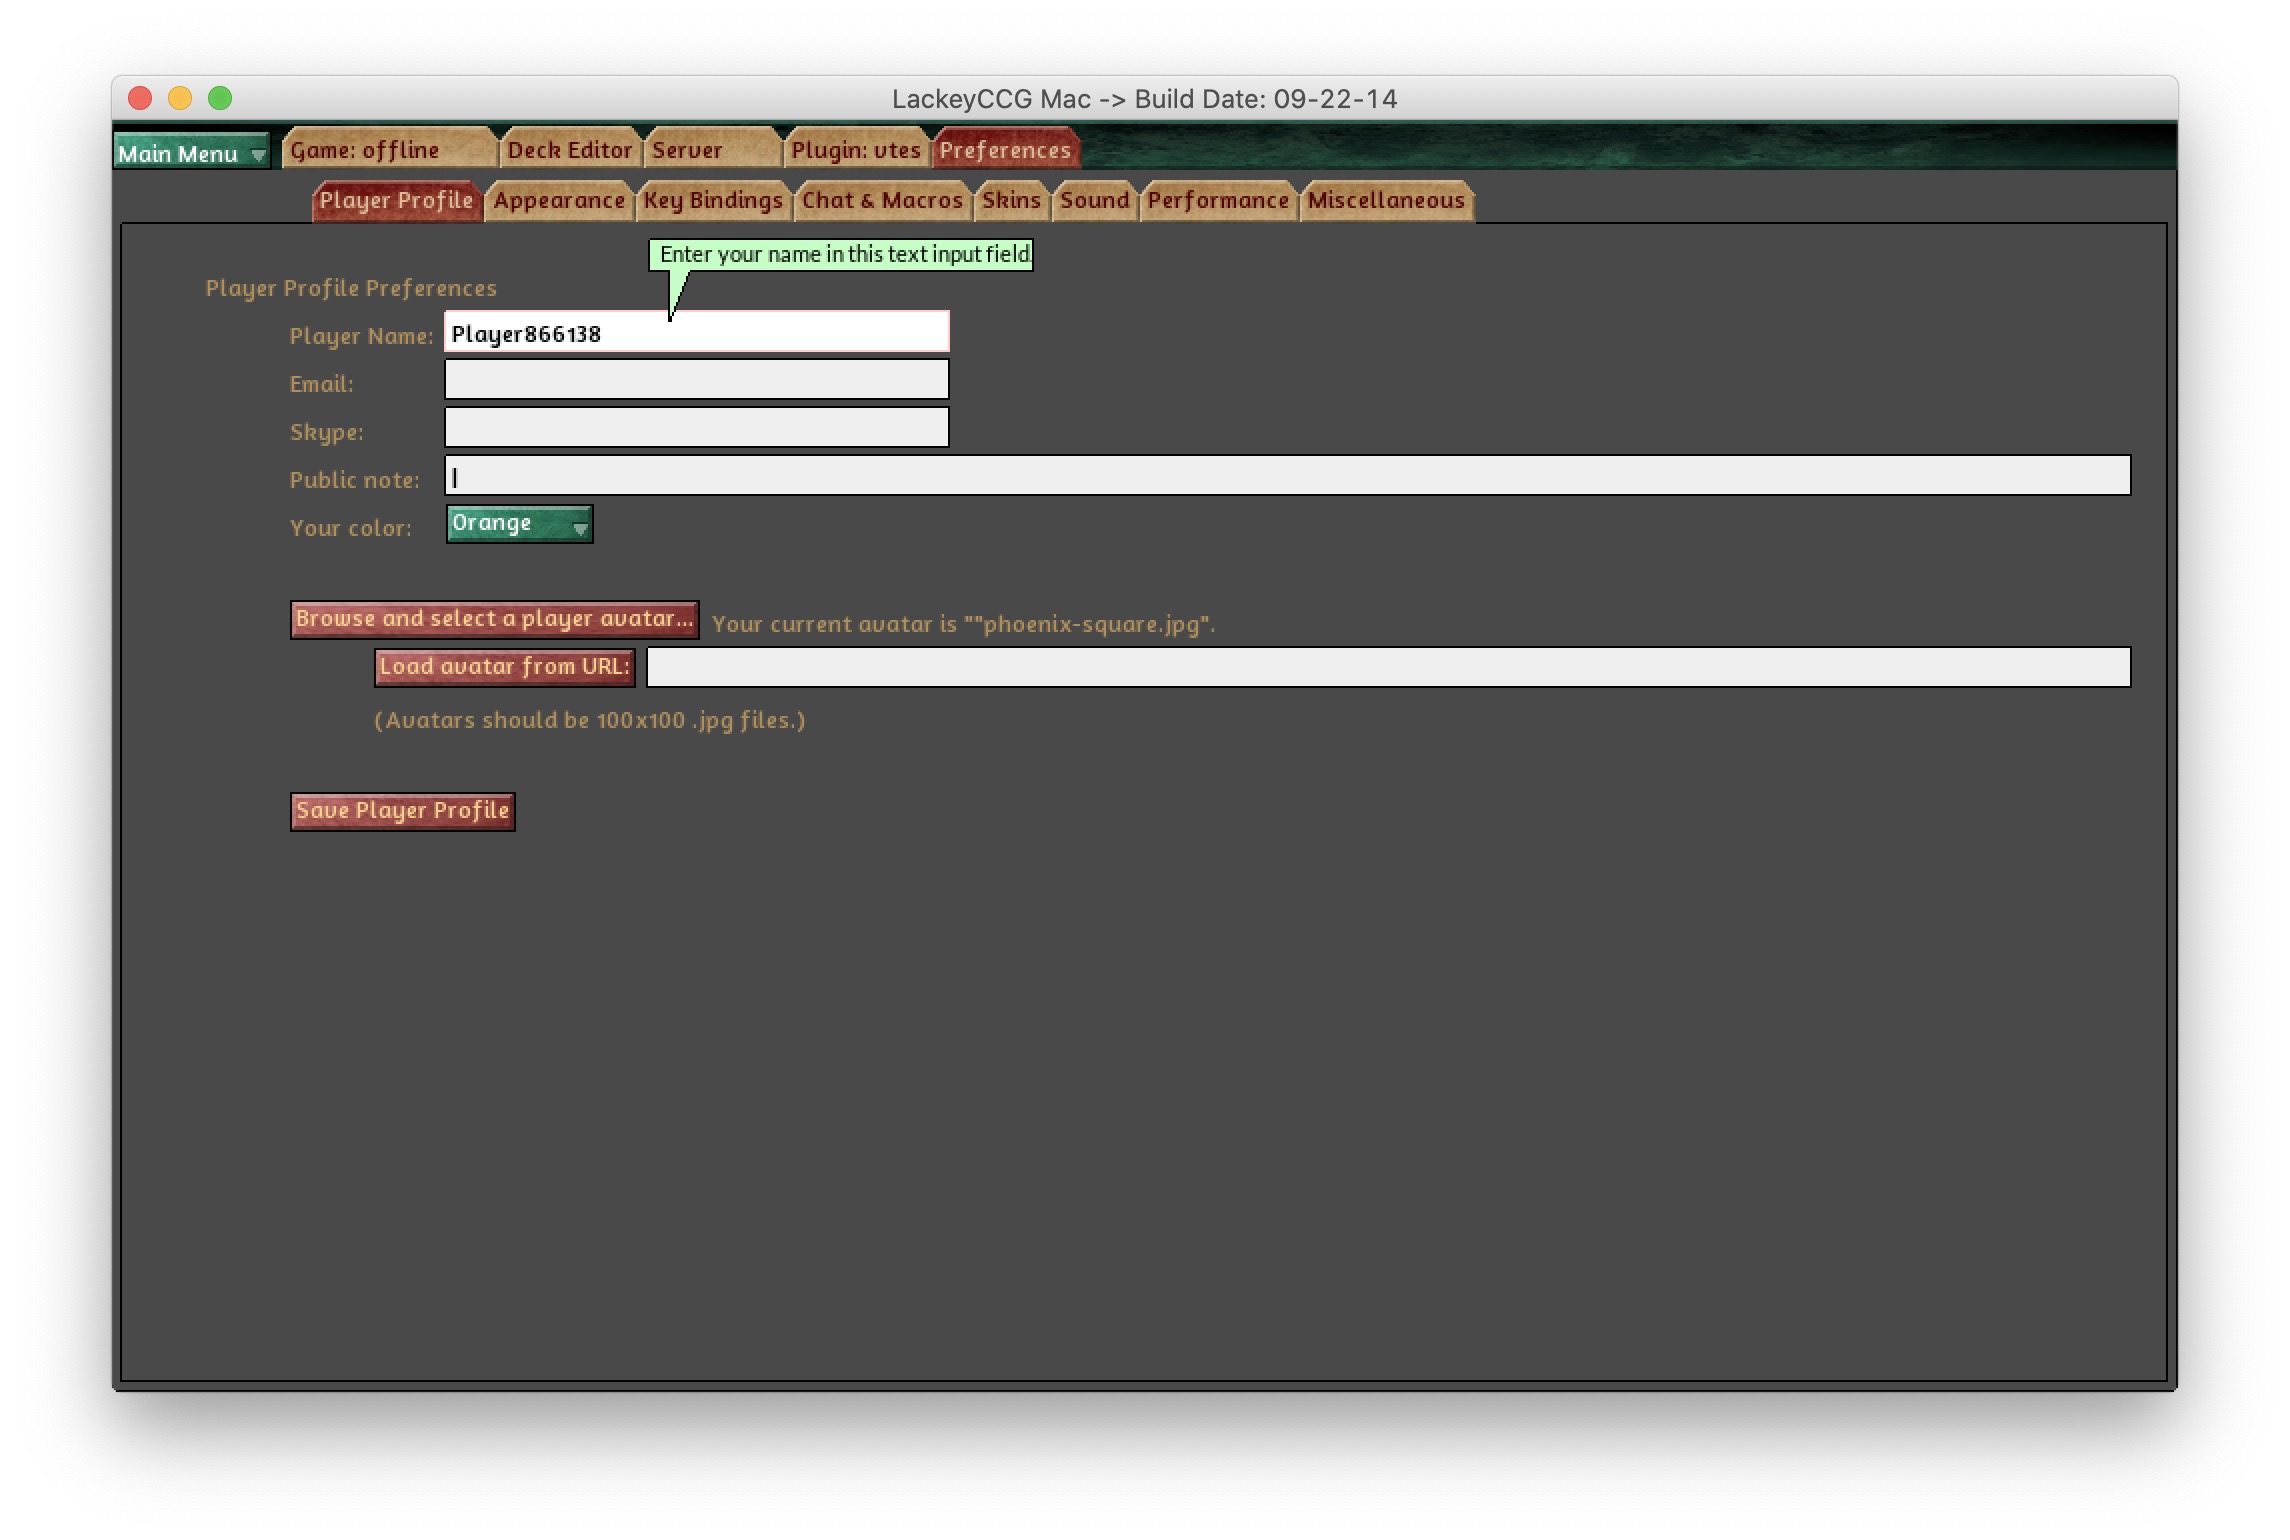 LackeyCCG Mac -> Build Date: 09-22-14
Main Menu Game: offline Deck Editor Server Plugin: vtes Preferences
Player Profile Appearance Key Bindings Chat & Macros Skins Sound Performance Miscellaneous
Enter your name in this text input field.
Player Profile Preferences
Player Name: Player866138
Email:
Skype:
Public note:
Your color: Orange
Browse and select a player avatar... Your current avatar is ""phoenix-square.jpg".
Load avatar from URL:
(Avatars should be 100x100 .jpg files.)
Save Player Profile